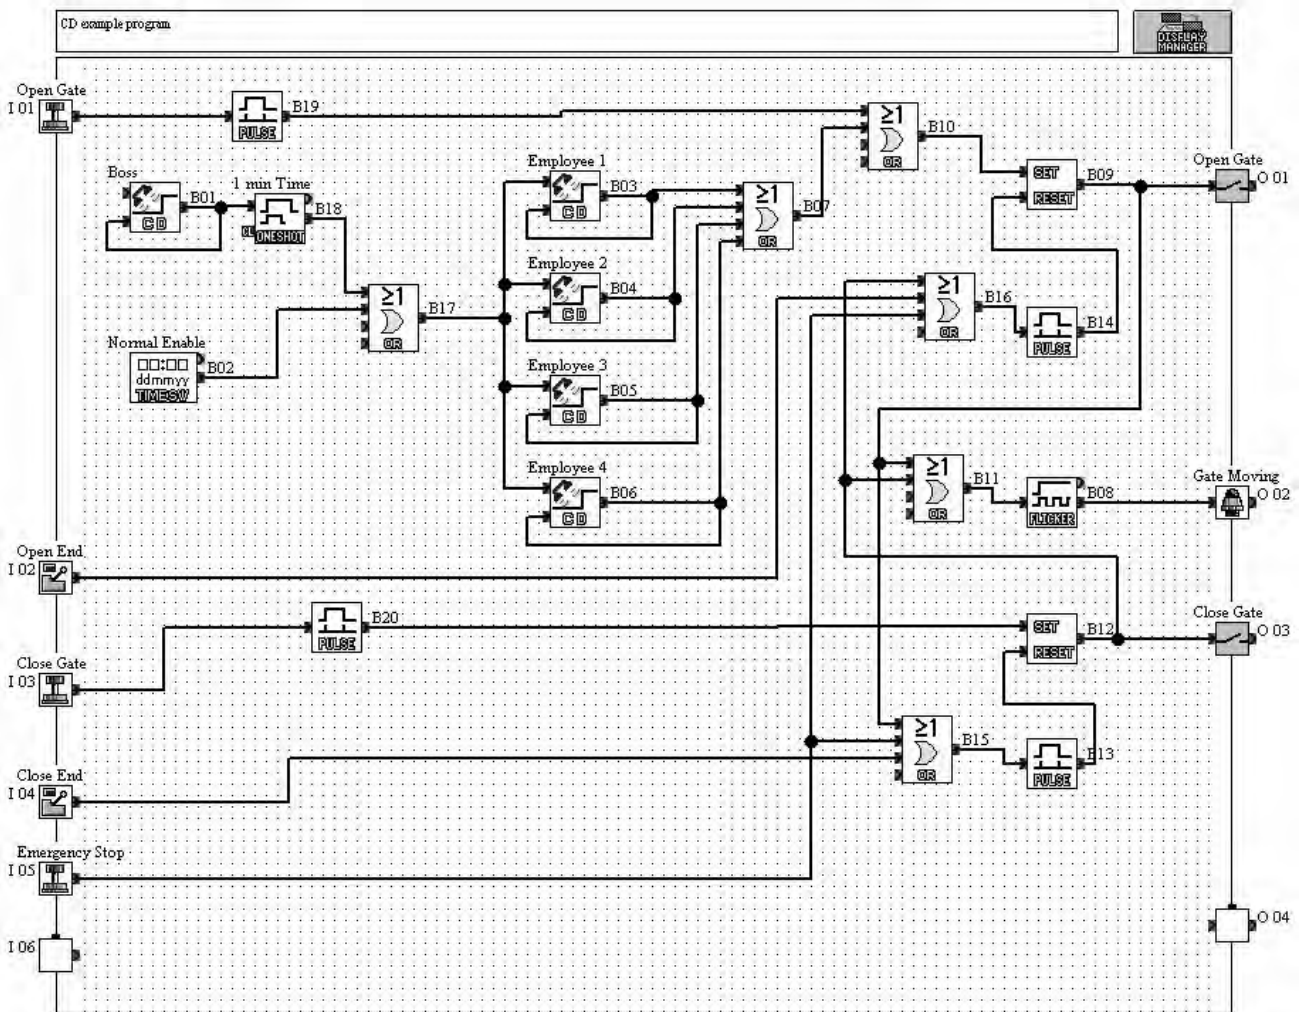 CD example program
DISPLAY
MANAGER
Open Gate
I 01
PULSE
B19
≥1
OR
B10
Boss
B01
CD
1 min Time
B18
CL ONESHOT
Employee 1
B03
CD
≥1
B07
OR
SET
RESET
B09
Open Gate
O 01
Employee 2
B04
CD
≥1
B17
OR
≥1
B16
OR
B14
PULSE
Normal Enable
00:00
ddmmyy
TIME SW
B02
Employee 3
B05
CD
Employee 4
B06
CD
≥1
B11
OR
B08
FLICKER
Gate Moving
O 02
Open End
I 02
PULSE
B20
SET
RESET
B12
Close Gate
O 03
Close Gate
I 03
≥1
B15
OR
B13
PULSE
Close End
I 04
Emergency Stop
I 05
O 04
I 06